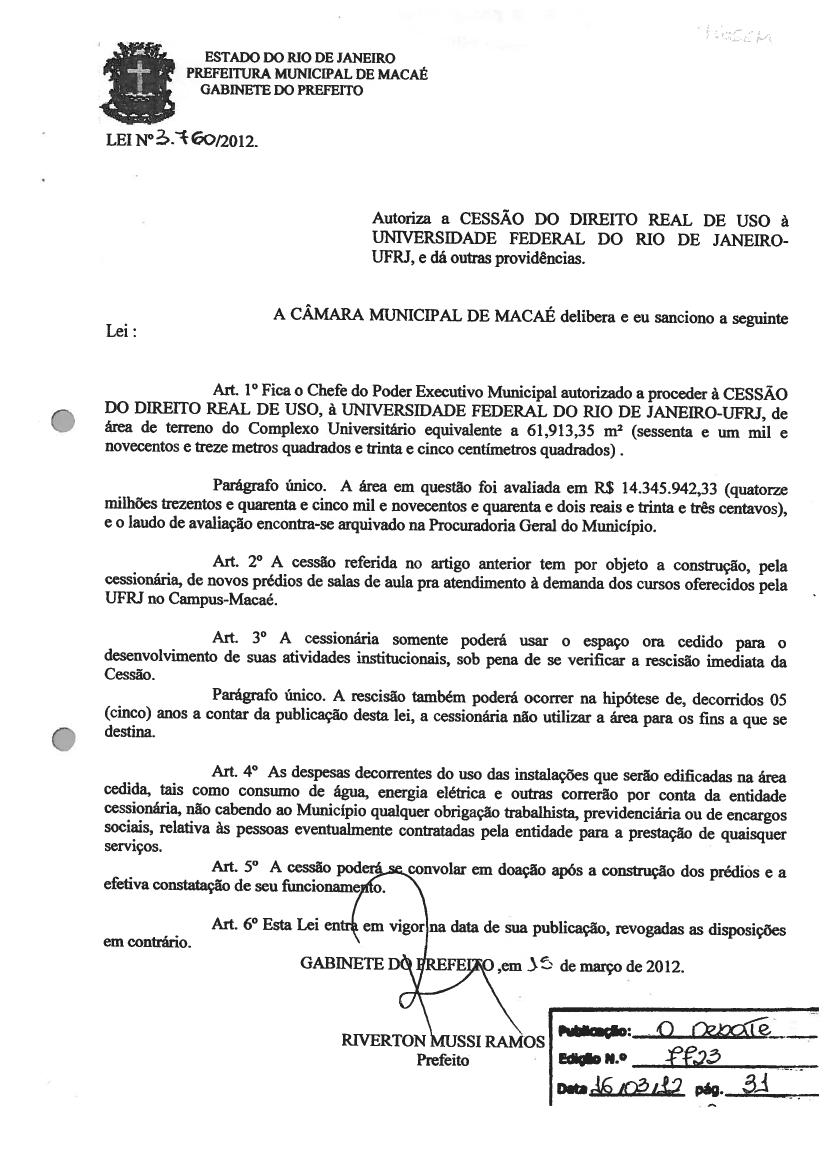 ESTADO DO RIO DE JANEIRO
PREFEITURA MUNICIPAL DE MACAÉ
GABINETE DO PREFEITO
LEI Nº 3.760/2012.
Autoriza a CESSÃO DO DIREITO REAL DE USO à
UNIVERSIDADE FEDERAL DO RIO DE JANEIRO-
UFRJ, e dá outras providências.
A CÂMARA MUNICIPAL DE MACAÉ delibera e eu sanciono a seguinte
Lei :
Art. 1º Fica o Chefe do Poder Executivo Municipal autorizado a proceder à CESSÃO
DO DIREITO REAL DE USO, à UNIVERSIDADE FEDERAL DO RIO DE JANEIRO-UFRJ, de
área de terreno do Complexo Universitário equivalente a 61,913,35 m² (sessenta e um mil e
novecentos e treze metros quadrados e trinta e cinco centímetros quadrados) .
Parágrafo único. A área em questão foi avaliada em R$ 14.345.942,33 (quatorze
milhões trezentos e quarenta e cinco mil e novecentos e quarenta e dois reais e trinta e três centavos),
e o laudo de avaliação encontra-se arquivado na Procuradoria Geral do Município.
Art. 2º A cessão referida no artigo anterior tem por objeto a construção, pela
cessionária, de novos prédios de salas de aula pra atendimento à demanda dos cursos oferecidos pela
UFRJ no Campus-Macaé.
Art. 3º A cessionária somente poderá usar o espaço ora cedido para o
desenvolvimento de suas atividades institucionais, sob pena de se verificar a rescisão imediata da
Cessão.
Parágrafo único. A rescisão também poderá ocorrer na hipótese de, decorridos 05
(cinco) anos a contar da publicação desta lei, a cessionária não utilizar a área para os fins a que se
destina.
Art. 4º As despesas decorrentes do uso das instalações que serão edificadas na área
cedida, tais como consumo de água, energia elétrica e outras correrão por conta da entidade
cessionária, não cabendo ao Município qualquer obrigação trabalhista, previdenciária ou de encargos
sociais, relativa às pessoas eventualmente contratadas pela entidade para a prestação de quaisquer
serviços.
Art. 5º A cessão poderá se convolar em doação após a construção dos prédios e a
efetiva constatação de seu funcionamento.
Art. 6º Esta Lei entra em vigor na data de sua publicação, revogadas as disposições
em contrário.
GABINETE DO PREFEITO ,em 15 de março de 2012.
RIVERTON MUSSI RAMOS
Prefeito
Publicação: O Debate
Edição N.º 7723
Data 16/03/12 pág. 31